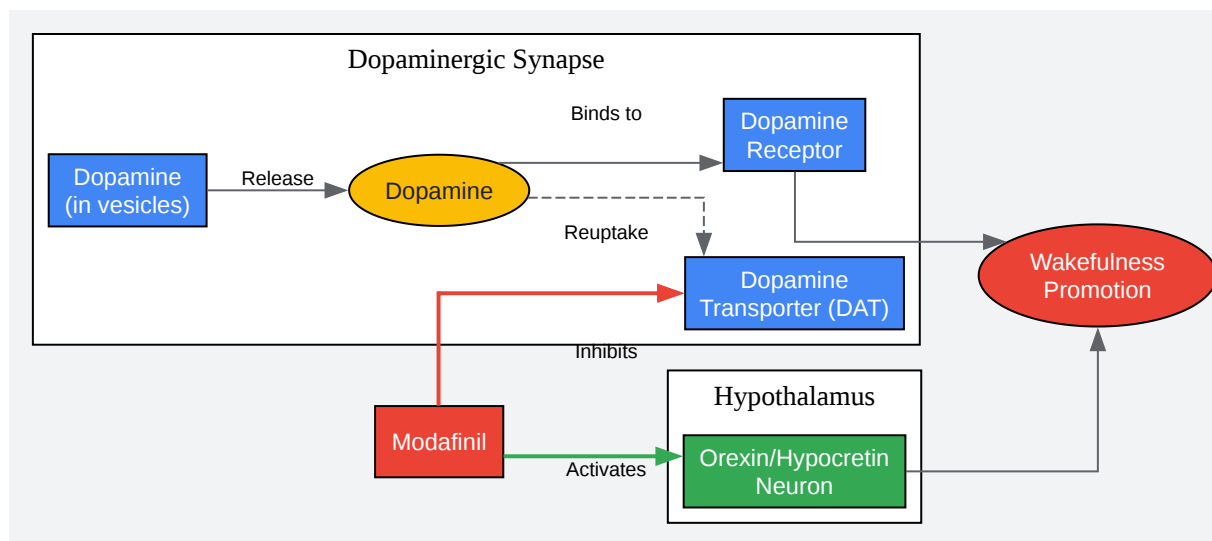 Dopaminergic Synapse
Binds to
Dopamine
Receptor
Dopamine
(in vesicles)
Release
Dopamine
Reuptake
Wakefulness
Promotion
Dopamine
Transporter (DAT)
Inhibits
Hypothalamus
Modafinil
Activates
Orexin/Hypocretin
Neuron